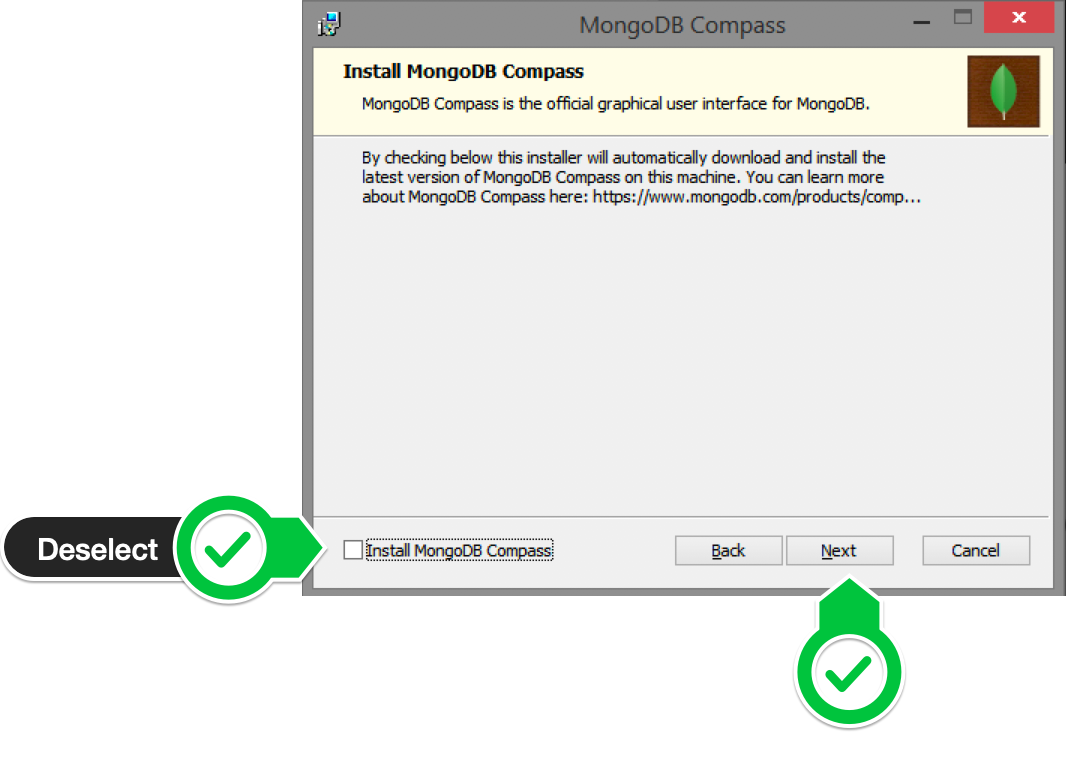 MongoDB Compass
Install MongoDB Compass
MongoDB Compass is the official graphical user interface for MongoDB.
By checking below this installer will automatically download and install the
latest version of MongoDB Compass on this machine. You can learn more
about MongoDB Compass here: https://www.mongodb.com/products/comp...
Deselect
Install MongoDB Compass
Back
Next
Cancel